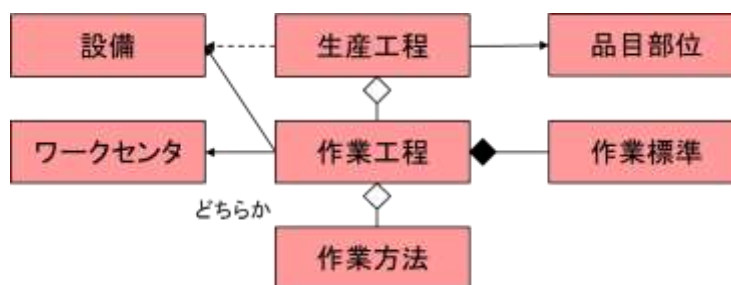 設備
生産工程
品目部位
ワークセンタ
作業工程
作業標準
どちらか
作業方法